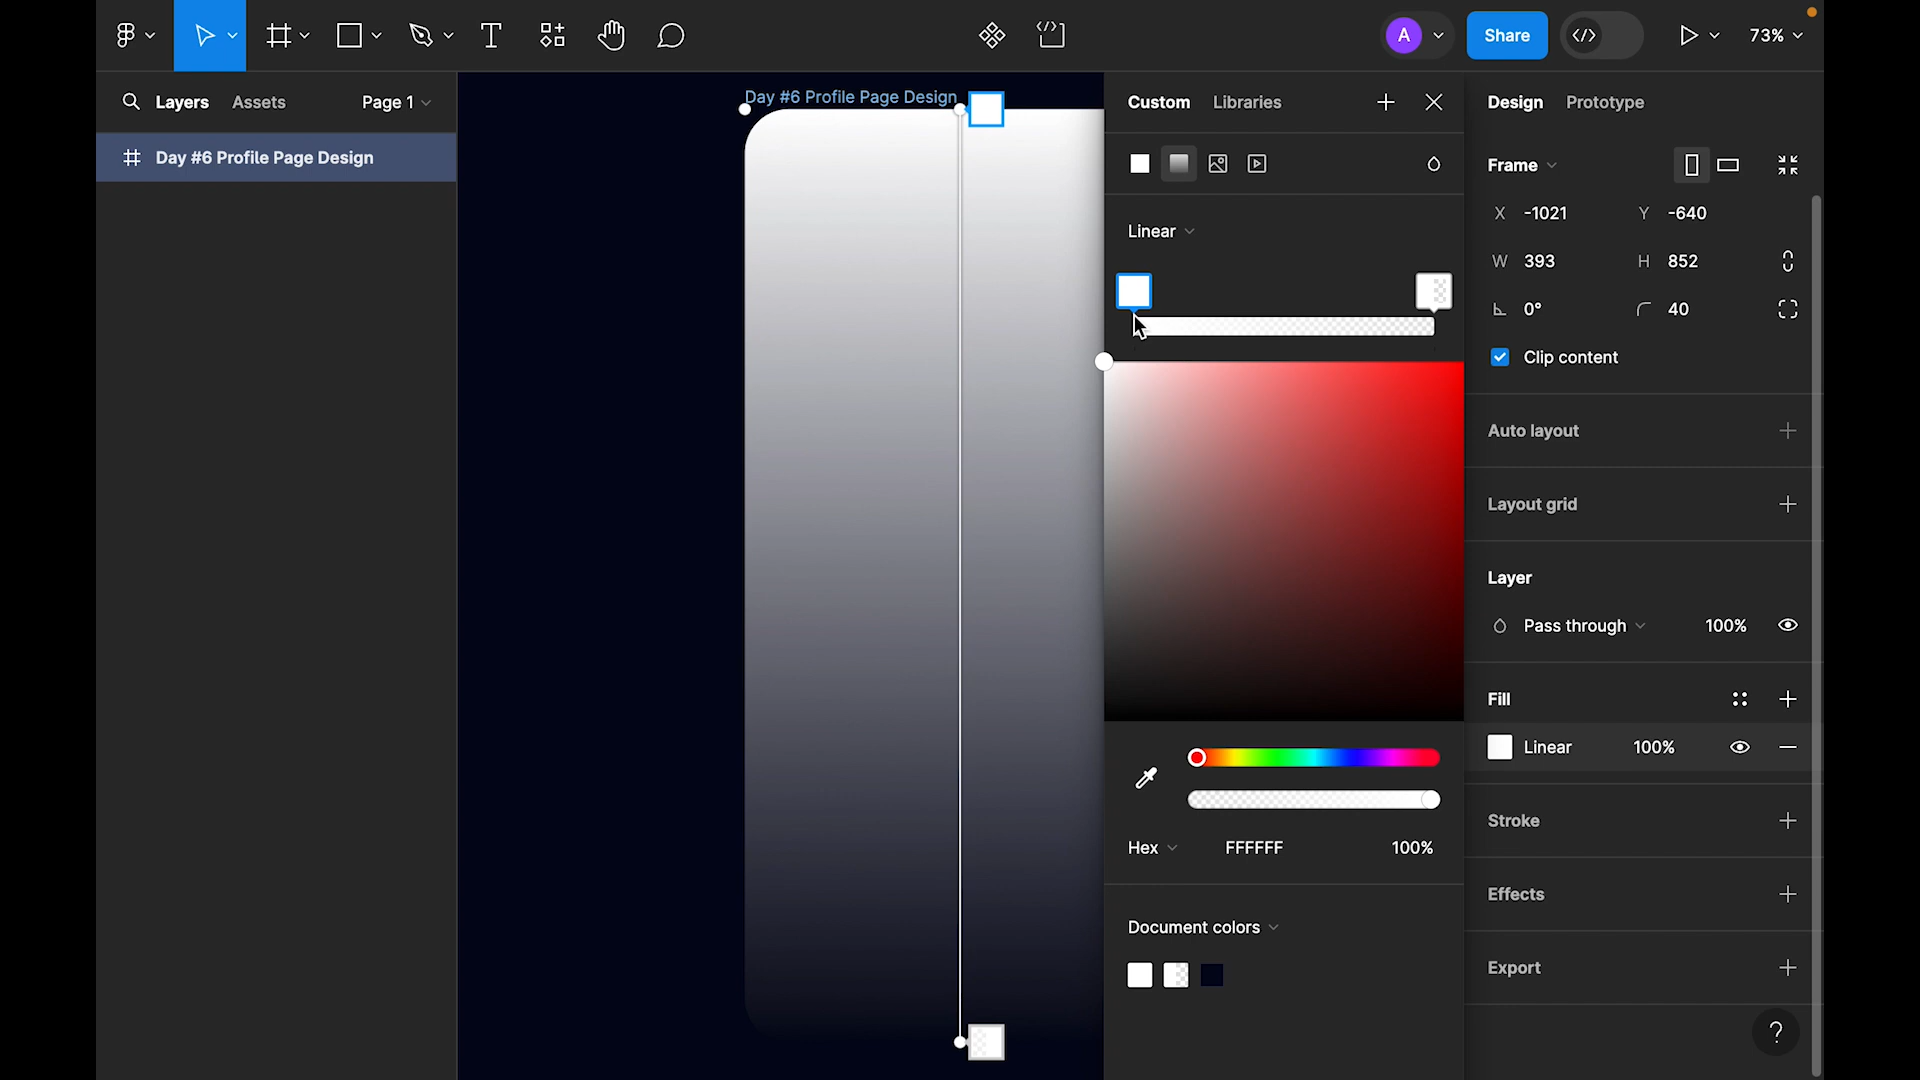 A
Share
73%
Layers Assets Page 1
Day #6 Profile Page Design
Day #6 Profile Page Design
Custom Libraries
Linear
Hex FFFFFF 100%
Document colors
Design Prototype
Frame
X -1021 Y -640
W 393 H 852
0° 40
Clip content
Auto layout
Layout grid
Layer
Pass through 100%
Fill
Linear 100%
Stroke
Effects
Export
?